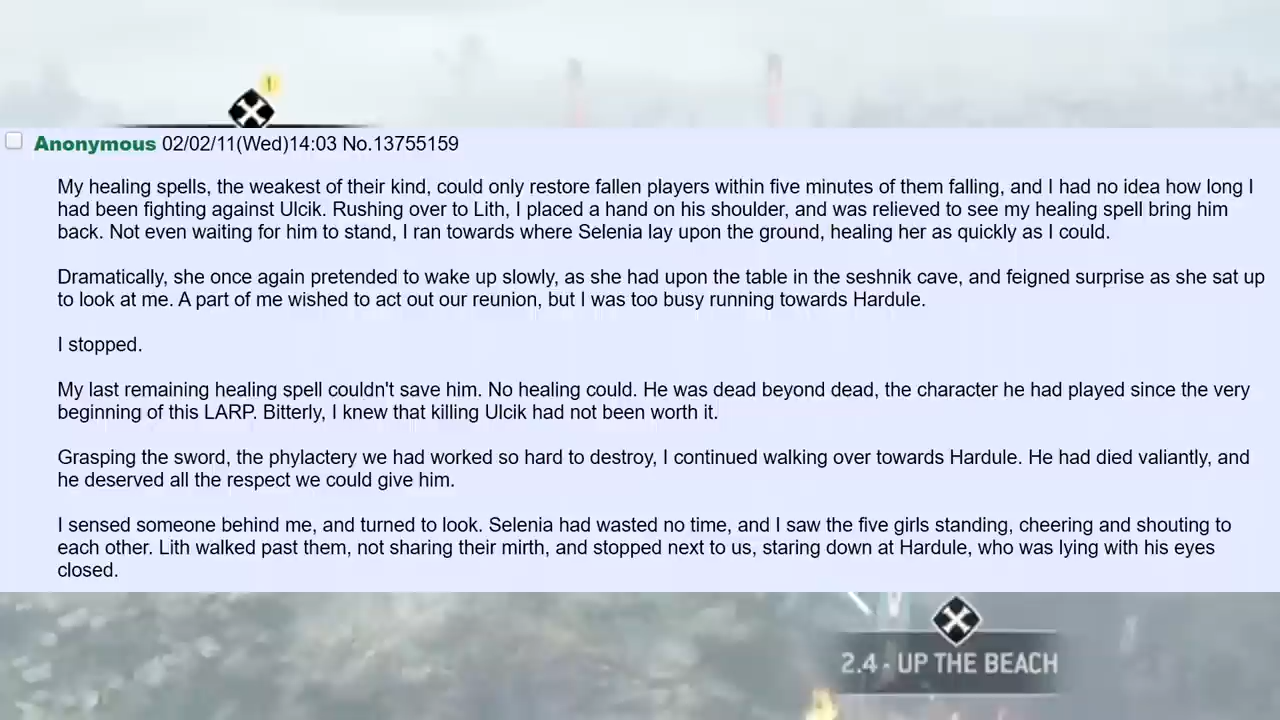 Anonymous 02/02/11(Wed)14:03 No.13755159
My healing spells, the weakest of their kind, could only restore fallen players within five minutes of them falling, and I had no idea how long I
had been fighting against Ulcik. Rushing over to Lith, I placed a hand on his shoulder, and was relieved to see my healing spell bring him
back. Not even waiting for him to stand, I ran towards where Selenia lay upon the ground, healing her as quickly as I could.
Dramatically, she once again pretended to wake up slowly, as she had upon the table in the seshnik cave, and feigned surprise as she sat up
to look at me. A part of me wished to act out our reunion, but I was too busy running towards Hardule.
I stopped.
My last remaining healing spell couldn't save him. No healing could. He was dead beyond dead, the character he had played since the very
beginning of this LARP. Bitterly, I knew that killing Ulcik had not been worth it.
Grasping the sword, the phylactery we had worked so hard to destroy, I continued walking over towards Hardule. He had died valiantly, and
he deserved all the respect we could give him.
I sensed someone behind me, and turned to look. Selenia had wasted no time, and I saw the five girls standing, cheering and shouting to
each other. Lith walked past them, not sharing their mirth, and stopped next to us, staring down at Hardule, who was lying with his eyes
closed.
2.4 - UP THE BEACH